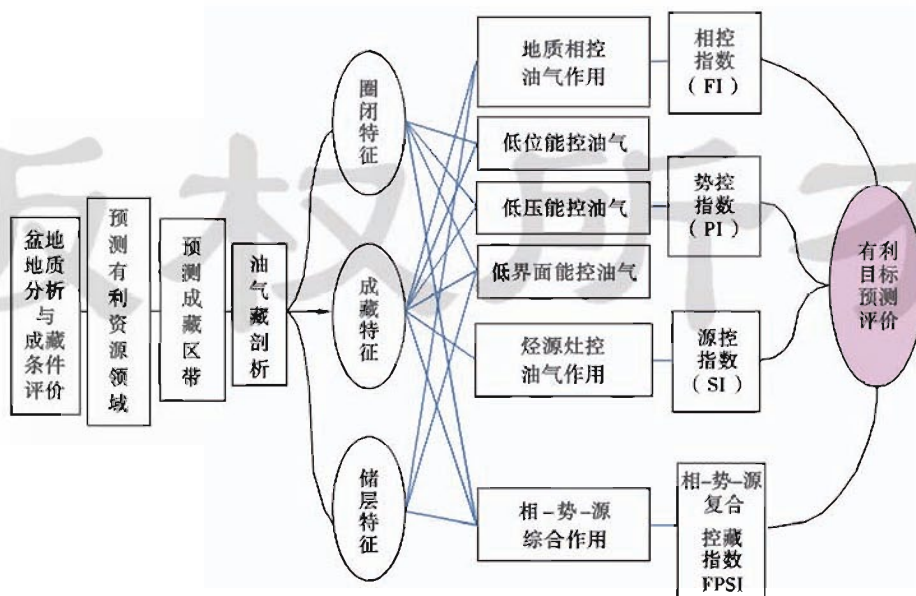 盆地
地质
分析
与
成藏
条件
评价
预测有利资源领域
预测成藏区带
油气藏剖析
圈闭特征
成藏特征
储层特征
地质相控
油气作用
低位能控油气
低压能控油气
低界面能控油气
烃源灶控
油气作用
相-势-源
综合作用
相控
指数
(FI)
势控
指数
(PI)
源控
指数
(SI)
相-势-源
复合
控藏
指数
FPSI
有利
目标
预测
评价
版权所有